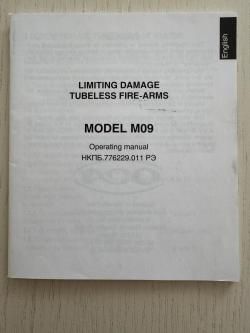 English
LIMITING DAMAGE
TUBELESS FIRE-ARMS
MODEL M09
Operating manual
НКПБ.776229.011 РЭ